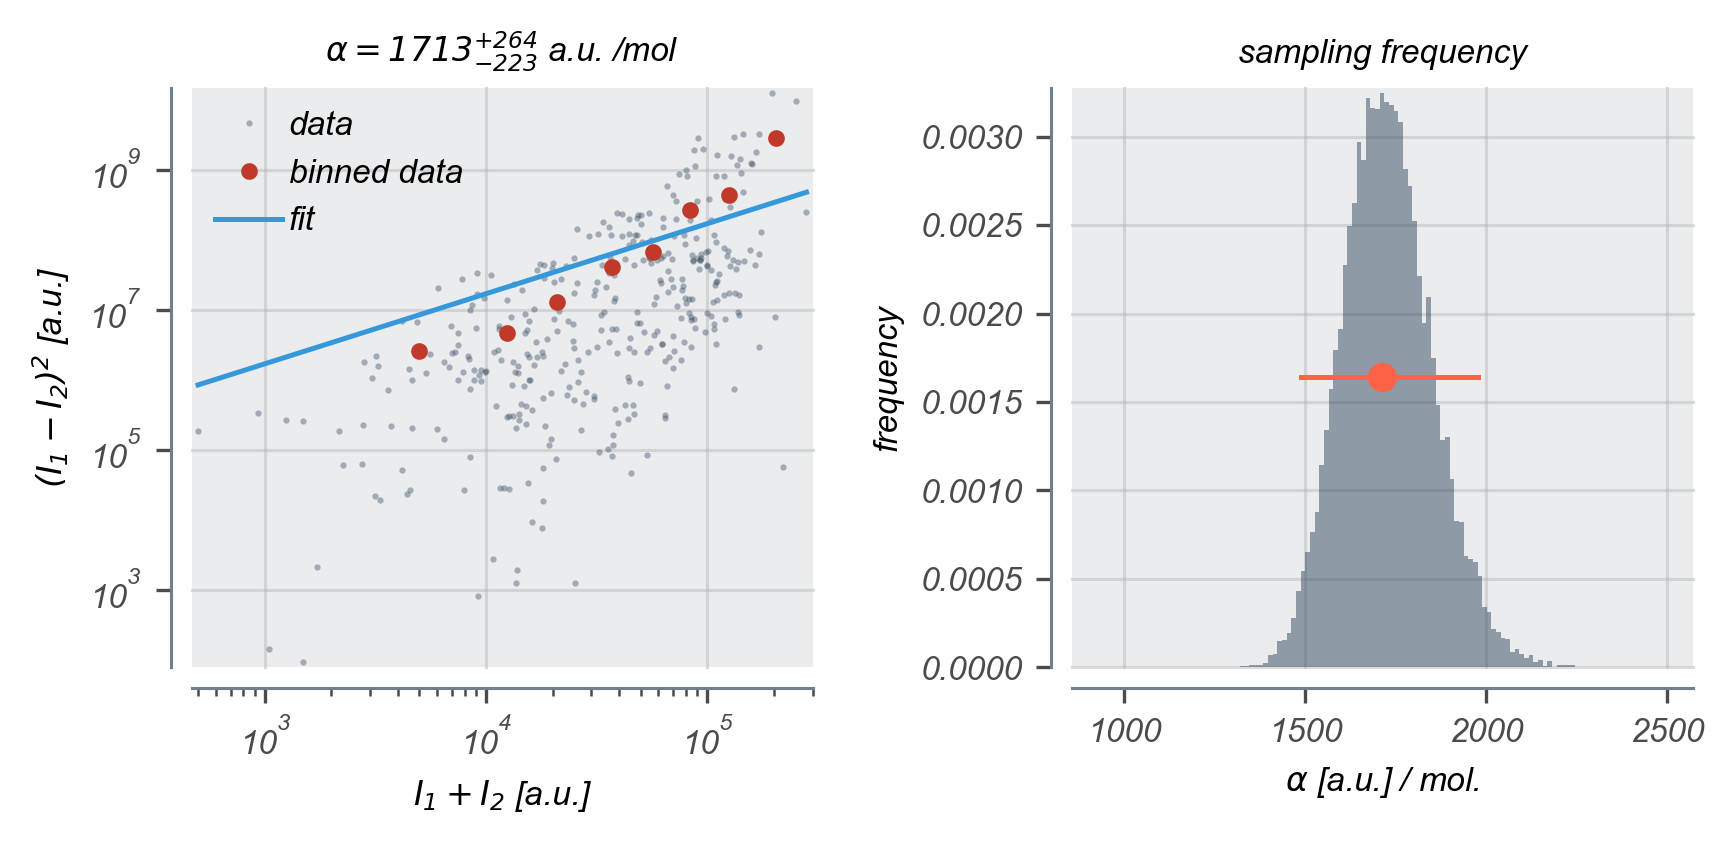 α = 1713⁺²⁶⁴₋₂₂₃ a.u. /mol
data
binned data
fit
(I₁ − I₂)² [a.u.]
10⁹
10⁷
10⁵
10³
10³ 10⁴ 10⁵
I₁ + I₂ [a.u.]
sampling frequency
frequency
0.0030
0.0025
0.0020
0.0015
0.0010
0.0005
0.0000
1000 1500 2000 2500
α [a.u.] / mol.